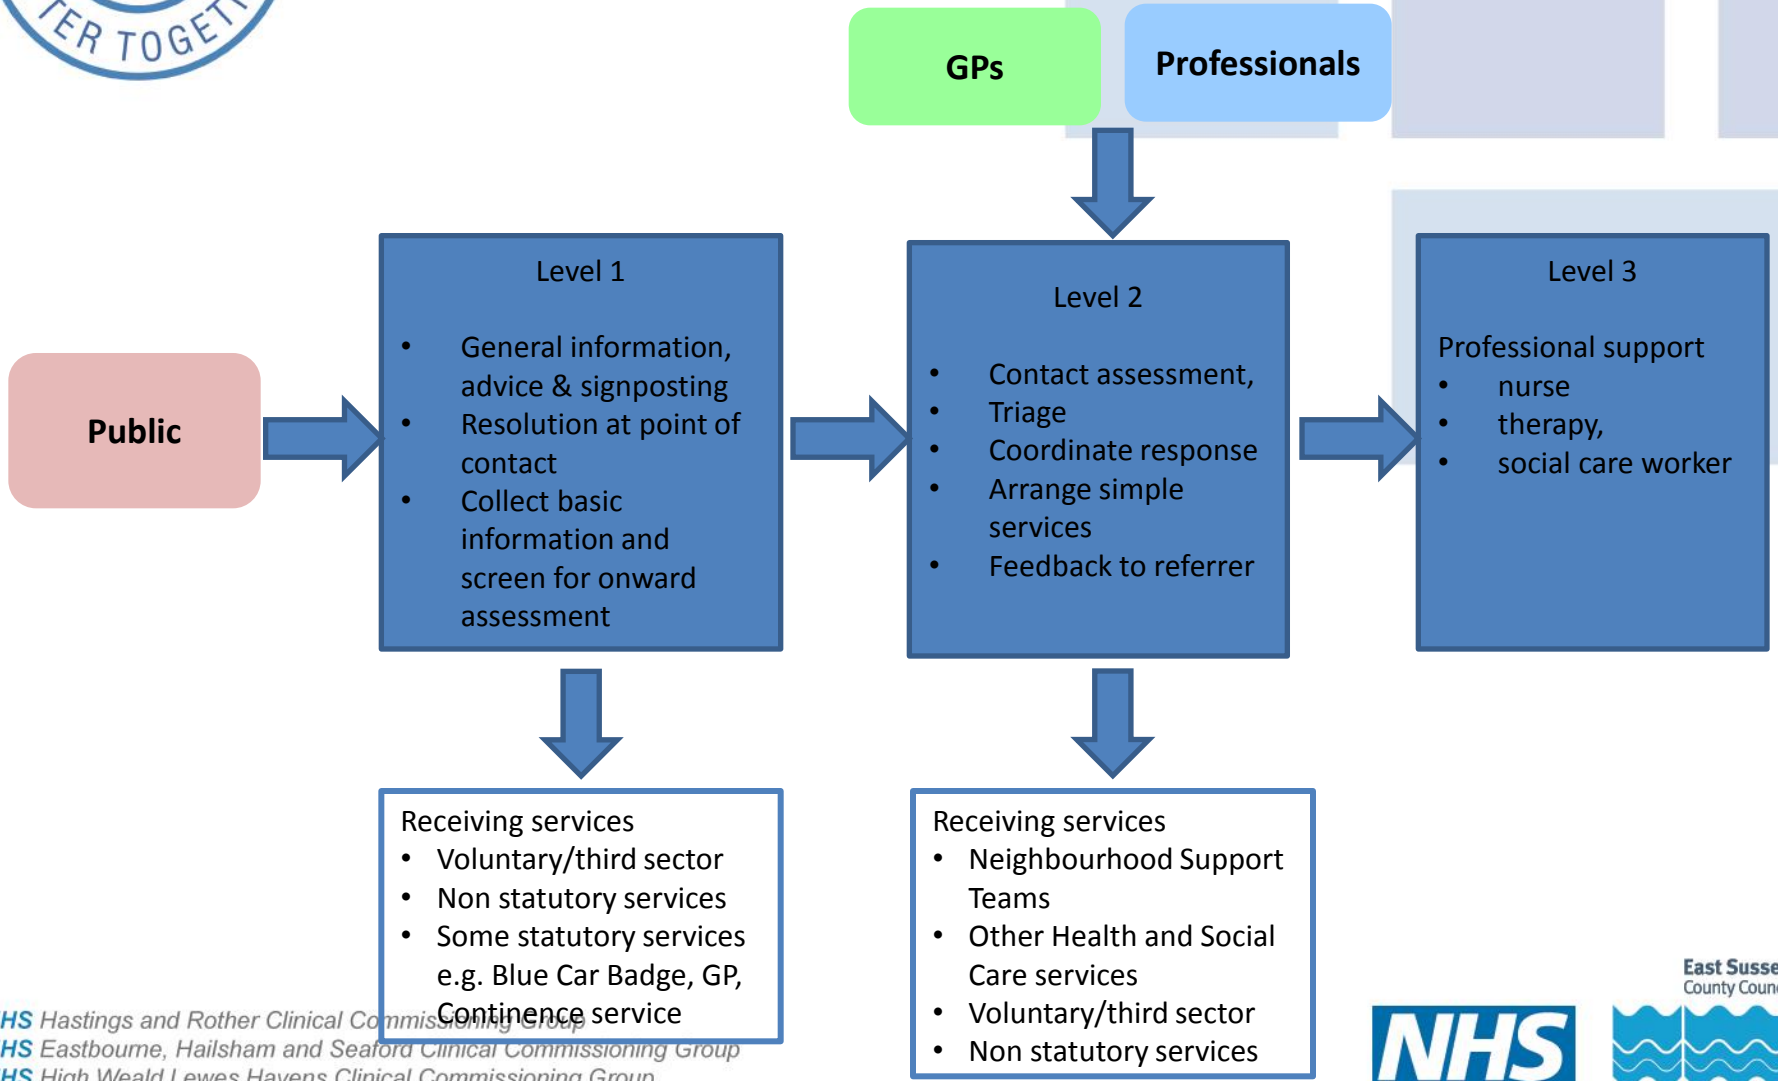 TER TOGET
GPs
Professionals
Public
Level 1
• General information,
advice & signposting
• Resolution at point of
contact
• Collect basic
information and
screen for onward
assessment
Level 2
• Contact assessment,
• Triage
• Coordinate response
• Arrange simple
services
• Feedback to referrer
Level 3
Professional support
• nurse
• therapy,
• social care worker
Receiving services
• Voluntary/third sector
• Non statutory services
• Some statutory services
e.g. Blue Car Badge, GP,
Continence service
Receiving services
• Neighbourhood Support
Teams
• Other Health and Social
Care services
• Voluntary/third sector
• Non statutory services
HS Hastings and Rother Clinical Commissioning Group
HS Eastbourne, Hailsham and Seaford Clinical Commissioning Group
HS High Weald Lewes Havens Clinical Commissioning Group
NHS
East Susse
County Counc